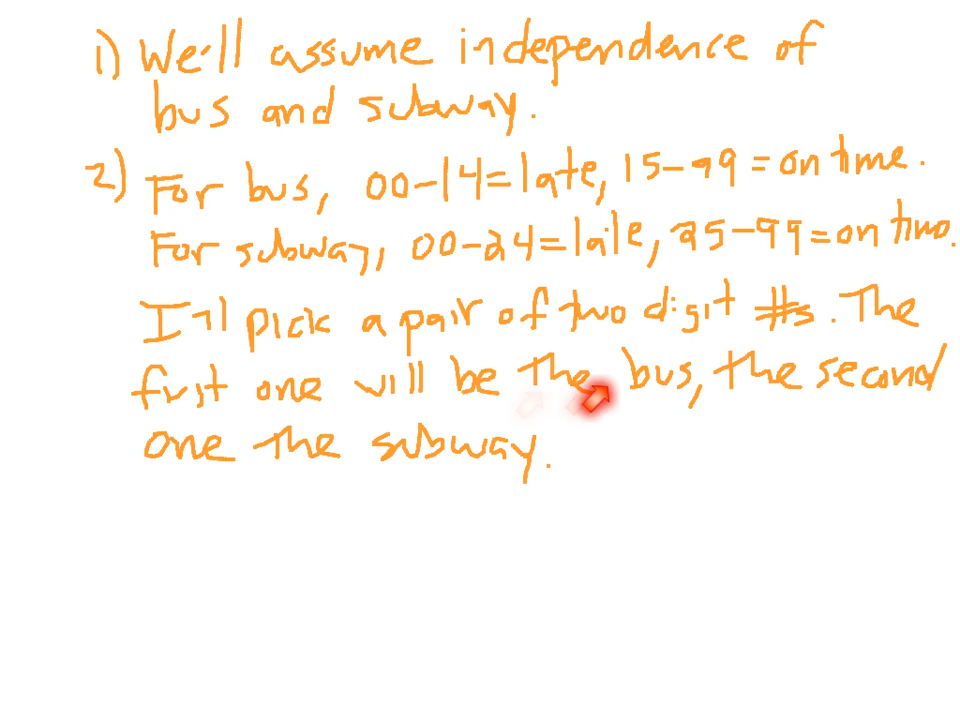 1) We'll assume independence of
bus and subway.
2) For bus, 00-14=late, 15-99=on time.
For subway, 00-24=late, 25-99=on time.
I'll pick a pair of two digit #s. The
first one will be the bus, the second
one the subway.